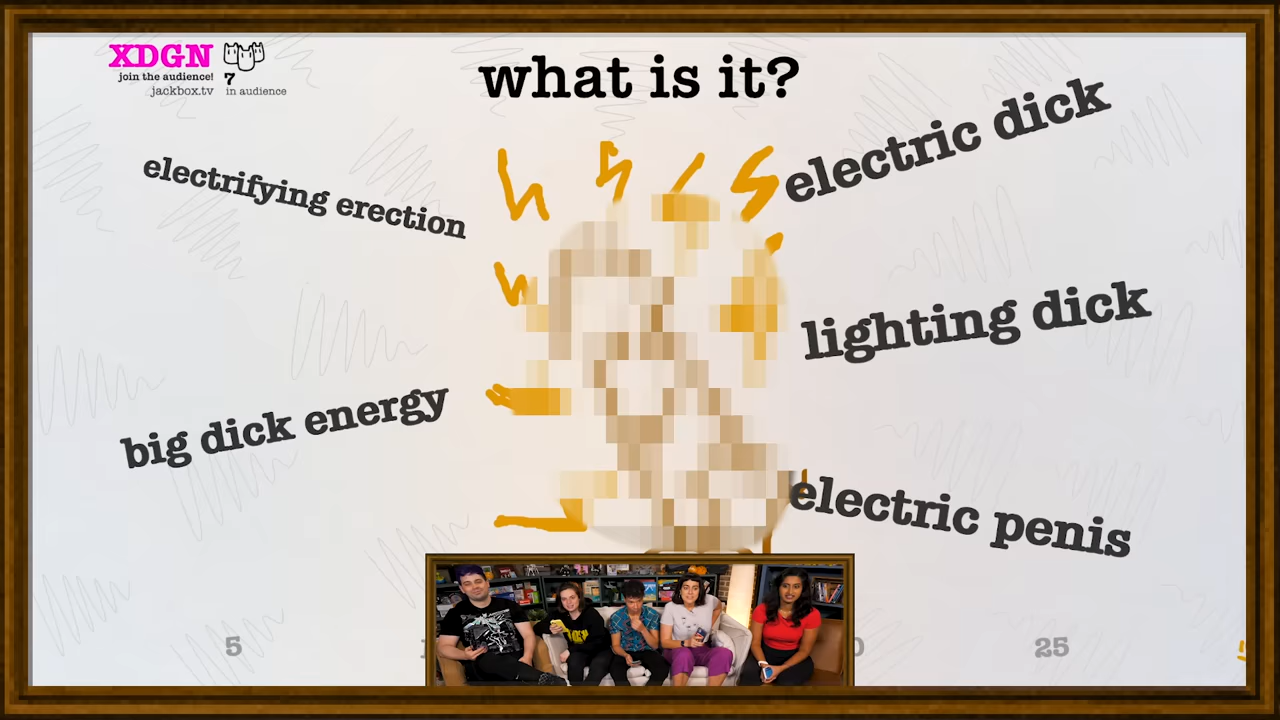 XDGN
join the audience!
jackbox.tv
7
in audience
what is it?
electric dick
electrifying erection
lighting dick
big dick energy
electric penis
5
25